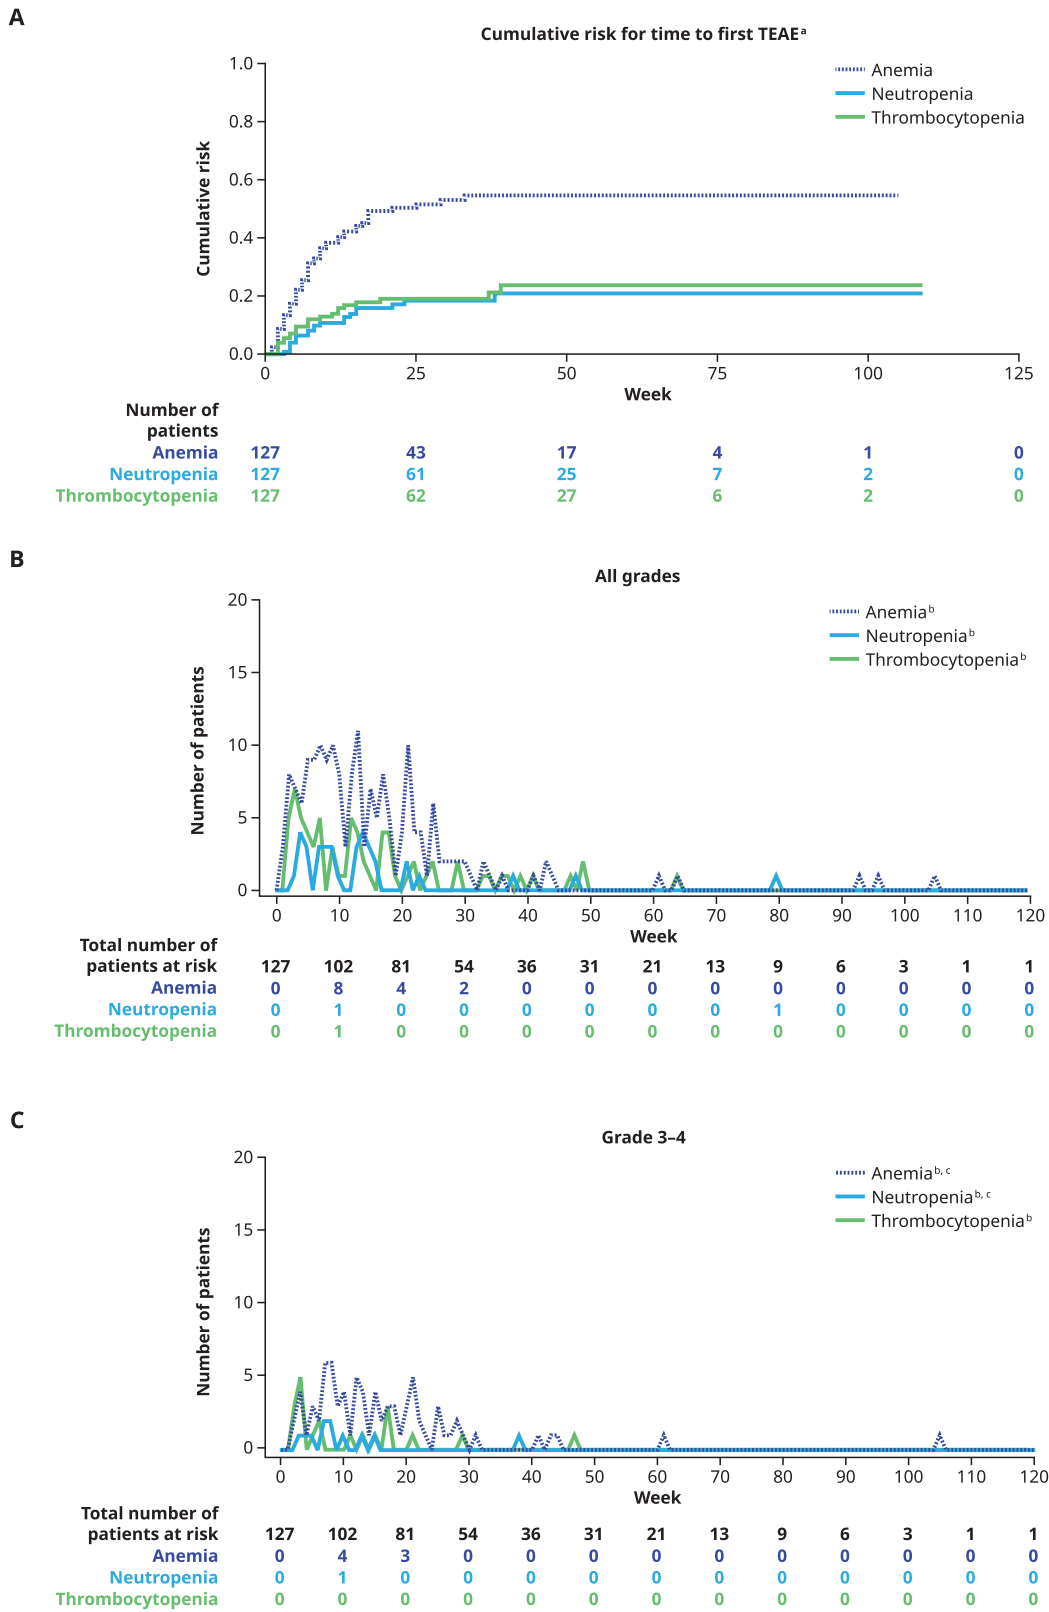 A
Cumulative risk for time to first TEAEᵃ
Anemia
Neutropenia
Thrombocytopenia
Cumulative risk
1.0
0.8
0.6
0.4
0.2
0.0
0 25 50 75 100 125
Week
Number of
patients
Anemia 127 43 17 4 1 0
Neutropenia 127 61 25 7 2 0
Thrombocytopenia 127 62 27 6 2 0
B
All grades
Anemiaᵇ
Neutropeniaᵇ
Thrombocytopeniaᵇ
Number of patients
20
15
10
5
0
0 10 20 30 40 50 60 70 80 90 100 110 120
Week
Total number of
patients at risk 127 102 81 54 36 31 21 13 9 6 3 1 1
Anemia 0 8 4 2 0 0 0 0 0 0 0 0 0
Neutropenia 0 1 0 0 0 0 0 0 1 0 0 0 0
Thrombocytopenia 0 1 0 0 0 0 0 0 0 0 0 0 0
C
Grade 3–4
Anemiaᵇ, ᶜ
Neutropeniaᵇ, ᶜ
Thrombocytopeniaᵇ
Number of patients
20
15
10
5
0
0 10 20 30 40 50 60 70 80 90 100 110 120
Week
Total number of
patients at risk 127 102 81 54 36 31 21 13 9 6 3 1 1
Anemia 0 4 3 0 0 0 0 0 0 0 0 0 0
Neutropenia 0 1 0 0 0 0 0 0 0 0 0 0 0
Thrombocytopenia 0 0 0 0 0 0 0 0 0 0 0 0 0